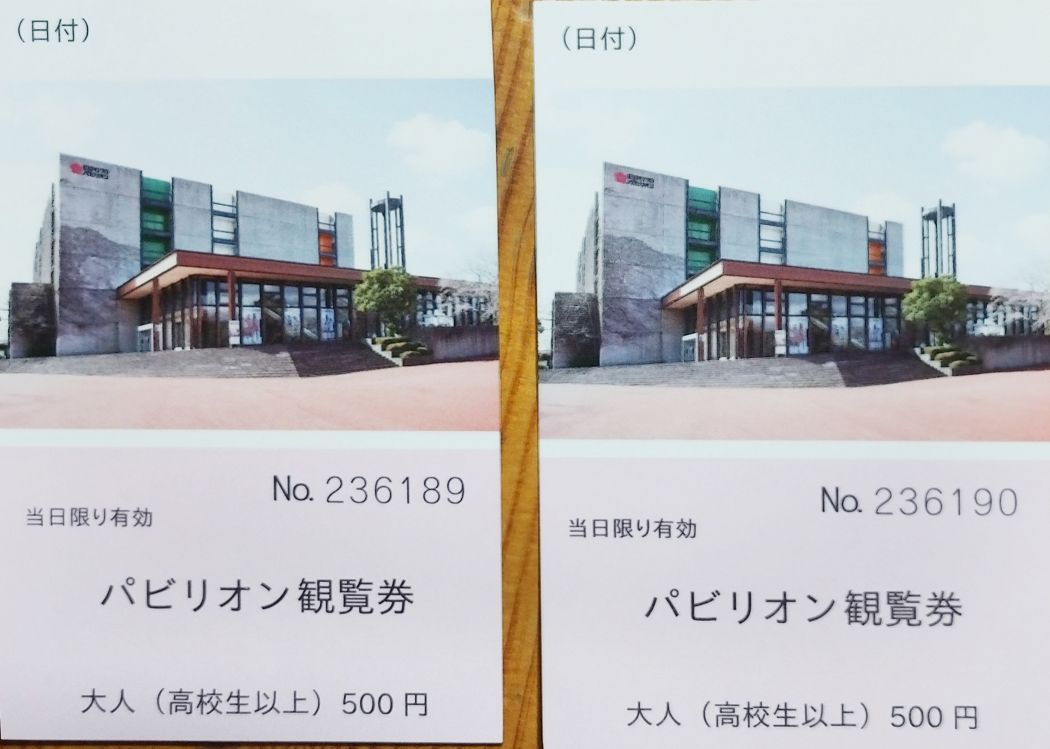 （日付）
No. 236189
当日限り有効
パビリオン観覧券
大人（高校生以上）500円
（日付）
No. 236190
当日限り有効
パビリオン観覧券
大人（高校生以上）500円